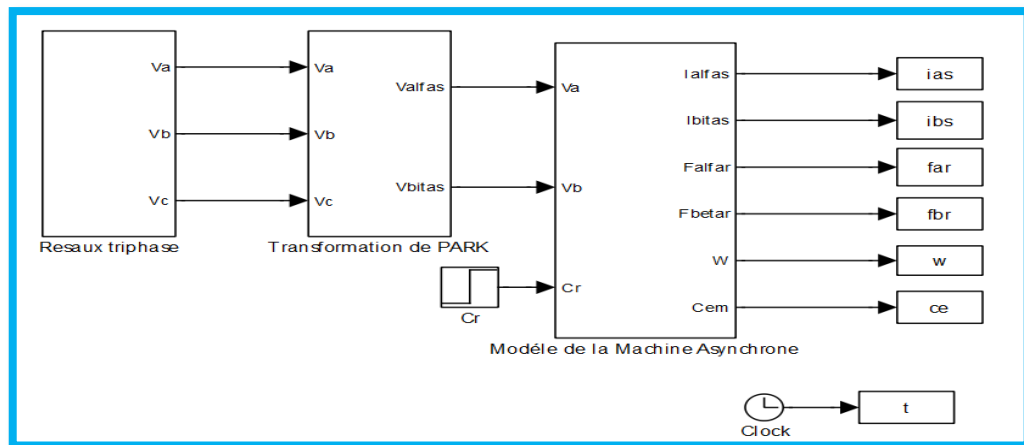 Va
Vb
Vc
Resaux triphase
Va
Vb
Vc
Valfas
Vbitas
Transformation de PARK
Cr
Va
Vb
Cr
Ialfas
Ibitas
Falfar
Fbetar
W
Cem
Modéle de la Machine Asynchrone
ias
ibs
far
fbr
w
ce
Clock
t